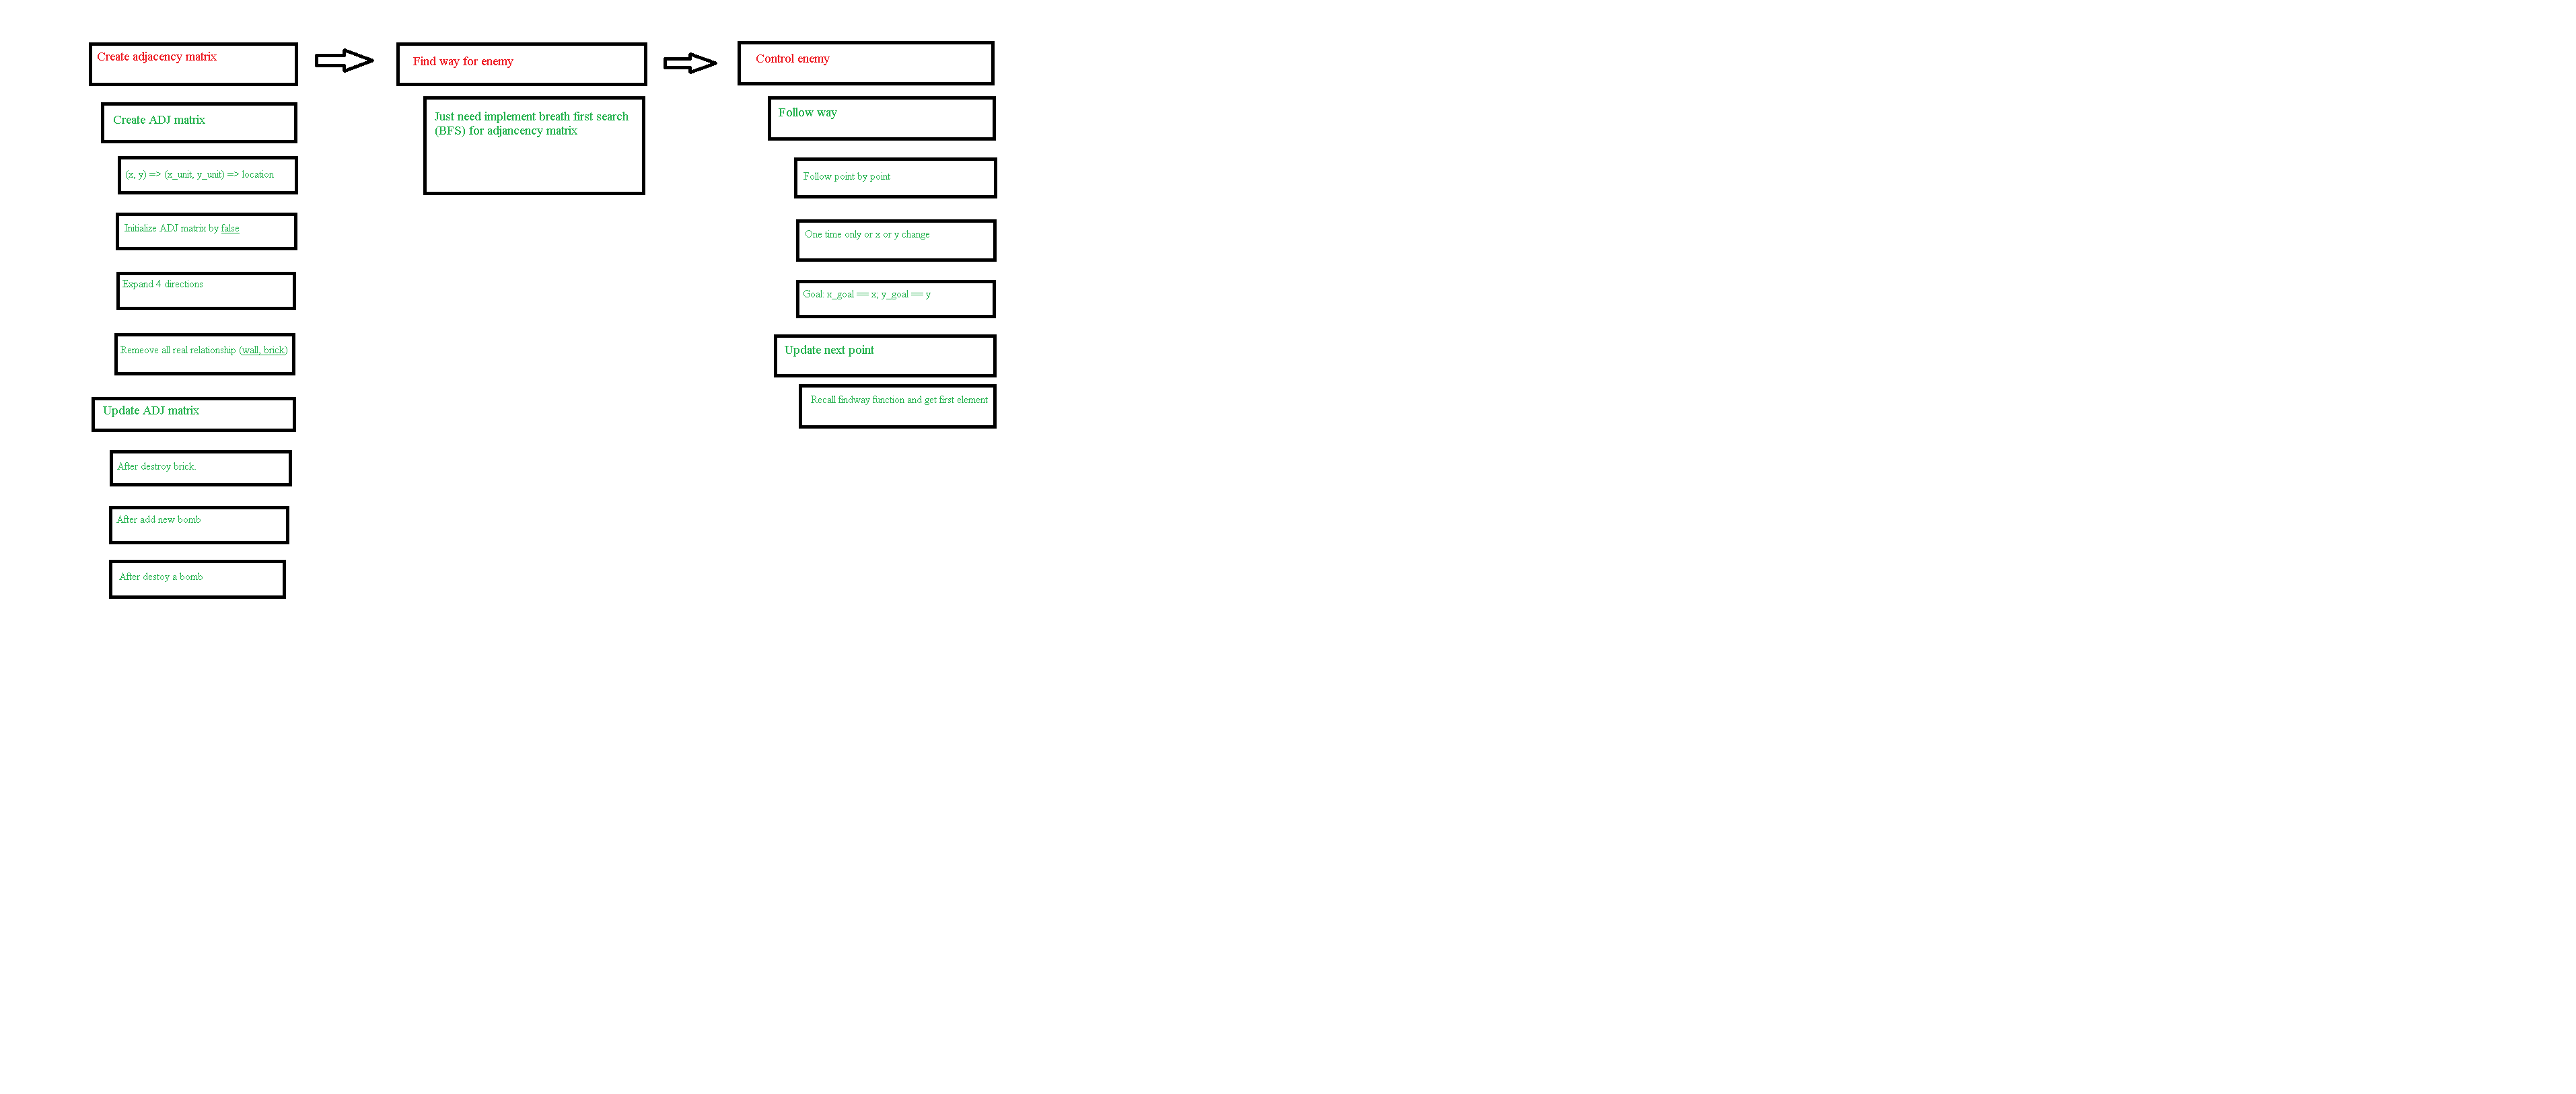 Create adjacency matrix
Create ADJ matrix
(x, y) => (x_unit, y_unit) => location
Initialize ADJ matrix by false
Expand 4 directions
Remeove all real relationship (wall, brick)
Update ADJ matrix
After destroy brick.
After add new bomb
After destoy a bomb
Find way for enemy
Just need implement breath first search
(BFS) for adjancency matrix
Control enemy
Follow way
Follow point by point
One time only or x or y change
Goal: x_goal == x; y_goal == y
Update next point
Recall findway function and get first element